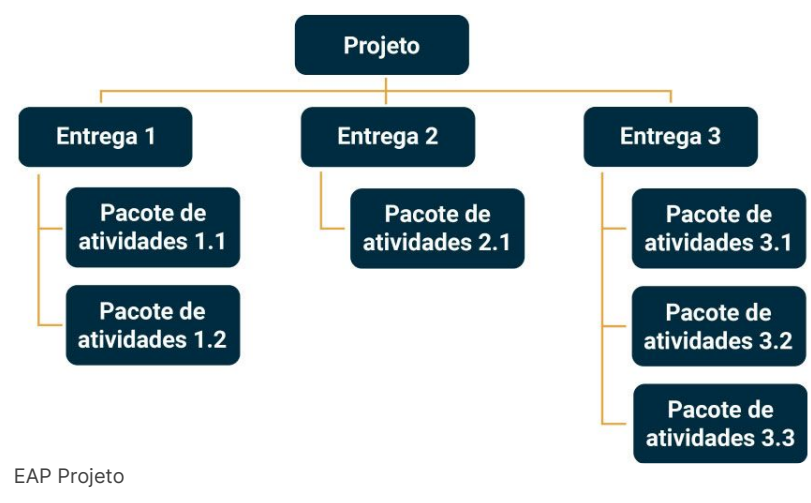 Projeto
Entrega 1
Entrega 2
Entrega 3
Pacote de
atividades 1.1
Pacote de
atividades 2.1
Pacote de
atividades 3.1
Pacote de
atividades 1.2
Pacote de
atividades 3.2
Pacote de
atividades 3.3
EAP Projeto